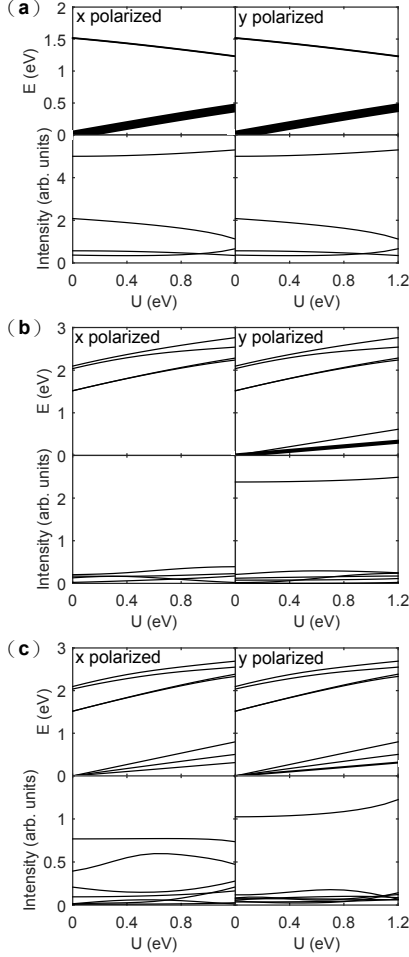 (a)
x polarized
y polarized
2
1.5
1
0.5
0
E (eV)
4
2
0
Intensity (arb. units)
0
0.4
0.8
0
0.4
0.8
1.2
U (eV)
U (eV)
(b)
x polarized
y polarized
3
2
1
0
E (eV)
2
1
0
Intensity (arb. units)
0
0.4
0.8
0
0.4
0.8
1.2
U (eV)
U (eV)
(c)
x polarized
y polarized
3
2
1
0
E (eV)
1
0.5
0
Intensity (arb. units)
0
0.4
0.8
0
0.4
0.8
1.2
U (eV)
U (eV)